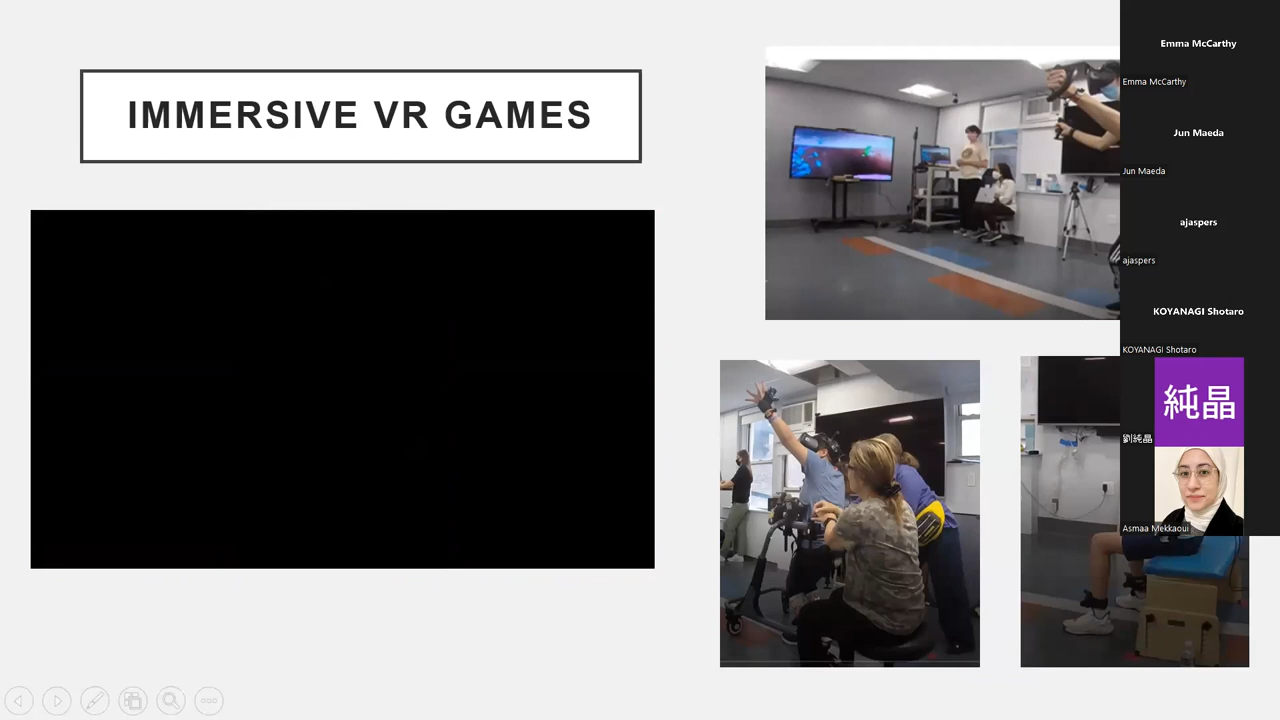 IMMERSIVE VR GAMES
Emma McCarthy
Emma McCarthy
Jun Maeda
Jun Maeda
ajaspers
ajaspers
KOYANAGI Shotaro
KOYANAGI Shotaro
純晶
劉純晶
Asmaa Mekkaoui